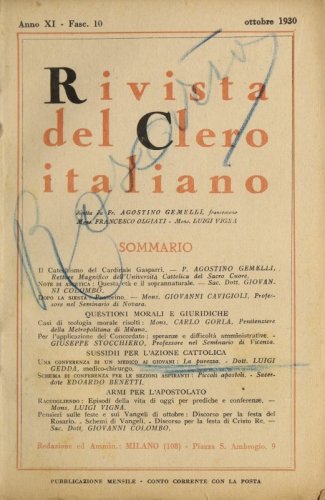 Anno XI - Fasc. 10
ottobre 1930
Rivista
del Clero
italiano
diretta da Fr. AGOSTINO GEMELLI, francescano
Mons. FRANCESCO OLGIATI - Mons. LUIGI VIGNA
SOMMARIO
Il Catechismo del Cardinale Gasparri. — P. AGOSTINO GEMELLI,
Rettore Magnifico dell'Università Cattolica del Sacro Cuore.
NOTE DI ASCETICA: Questa età e il soprannaturale. — Sac. Dott. GIOVAN-
NI COLOMBO.
DOPO LA SIESTA: — Mons. GIOVANNI CAVIGIOLI, Profes-
sore nel Seminario di Novara.
QUESTIONI MORALI E GIURIDICHE
Casi di teologia morale risolti: Mons. CARLO GORLA, Penitenziere
della Metropolitana di Milano.
Per l'applicazione del Concordato: speranze e difficoltà amministrative. -
GIUSEPPE STOCCHIERO, Professore nel Seminario di Vicenza.
SUSSIDI PER L'AZIONE CATTOLICA
UNA CONFERENZA DI UN MEDICO AI GIOVANI: La purezza. - Dott. LUIGI
GEDDA, medico-chirurgo.
SCHEMA DI CONFERENZA PER LE SEZIONI ASPIRANTI: Piccoli apostoli. - Sacer-
dote EDOARDO BENETTI.
ARMI PER L'APOSTOLATO
RACCOGLIENDO: Episodi della vita di oggi per prediche e conferenze, —
Mons. LUIGI VIGNA.
Pensieri sulle feste e sui Vangeli di ottobre: Discorso per la festa del
Rosario. - Schemi di Vangeli. - Discorso per la festa di Cristo Re, —
Sac. Dott. GIOVANNI COLOMBO.
Redazione ed Ammin.: MILANO (108) - Piazza S. Ambrogio, 9
PUBBLICAZIONE MENSILE - CONTO CORRENTE CON LA POSTA